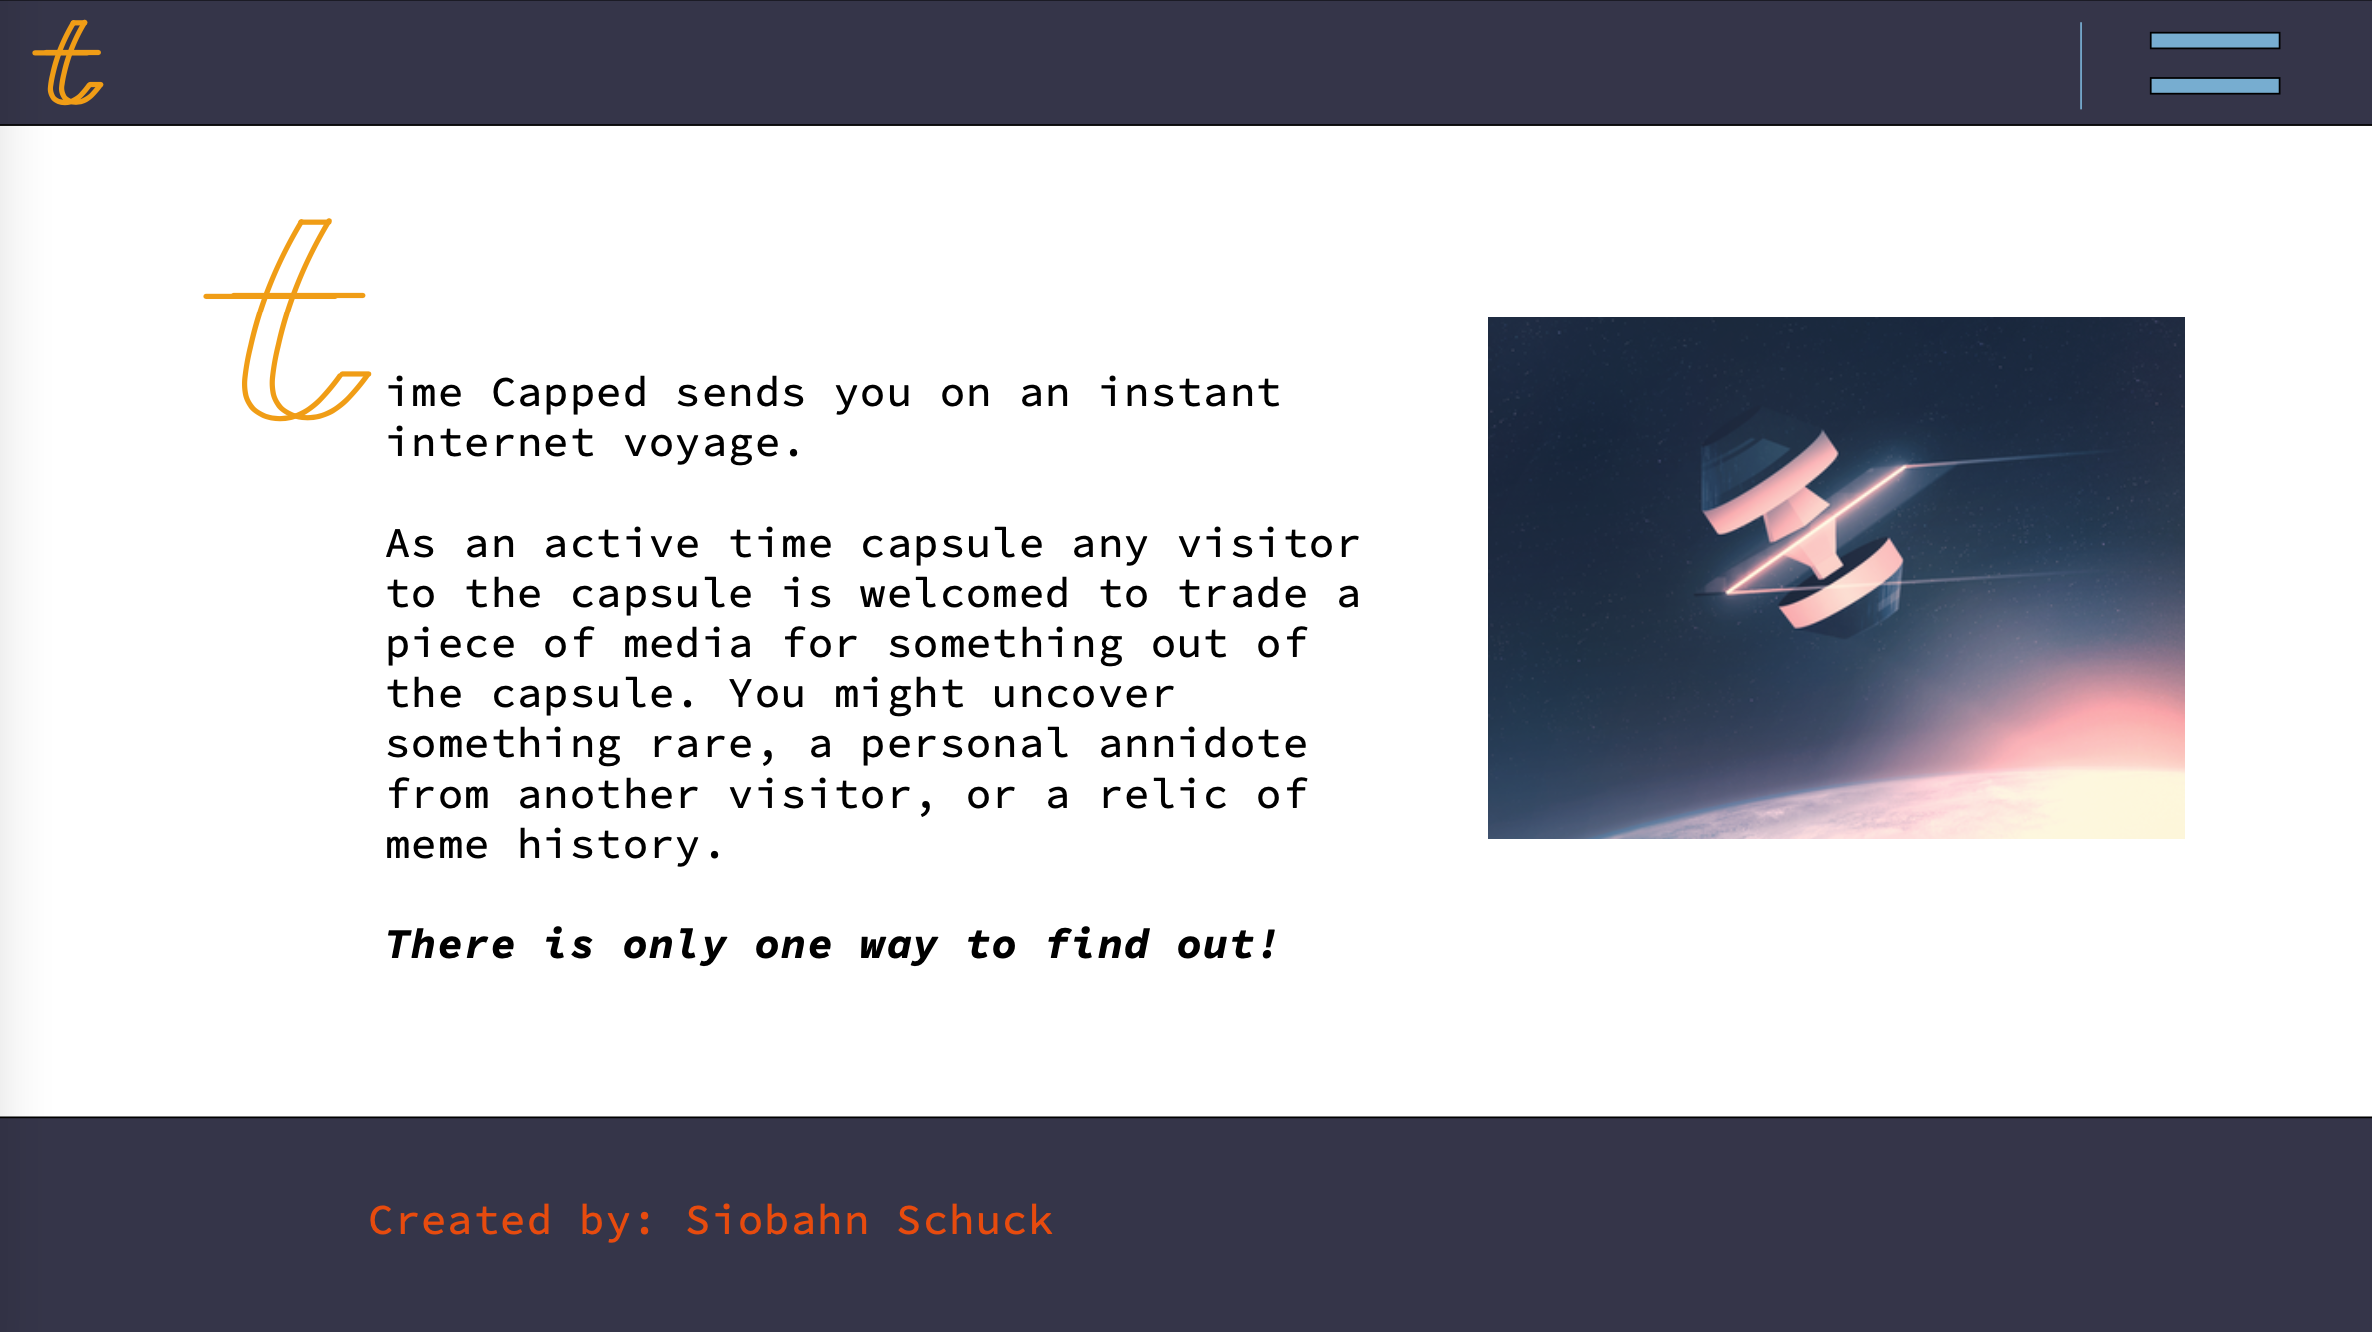 t
time Capped sends you on an instant
internet voyage.
As an active time capsule any visitor
to the capsule is welcomed to trade a
piece of media for something out of
the capsule. You might uncover
something rare, a personal annidote
from another visitor, or a relic of
meme history.
There is only one way to find out!
Created by: Siobahn Schuck